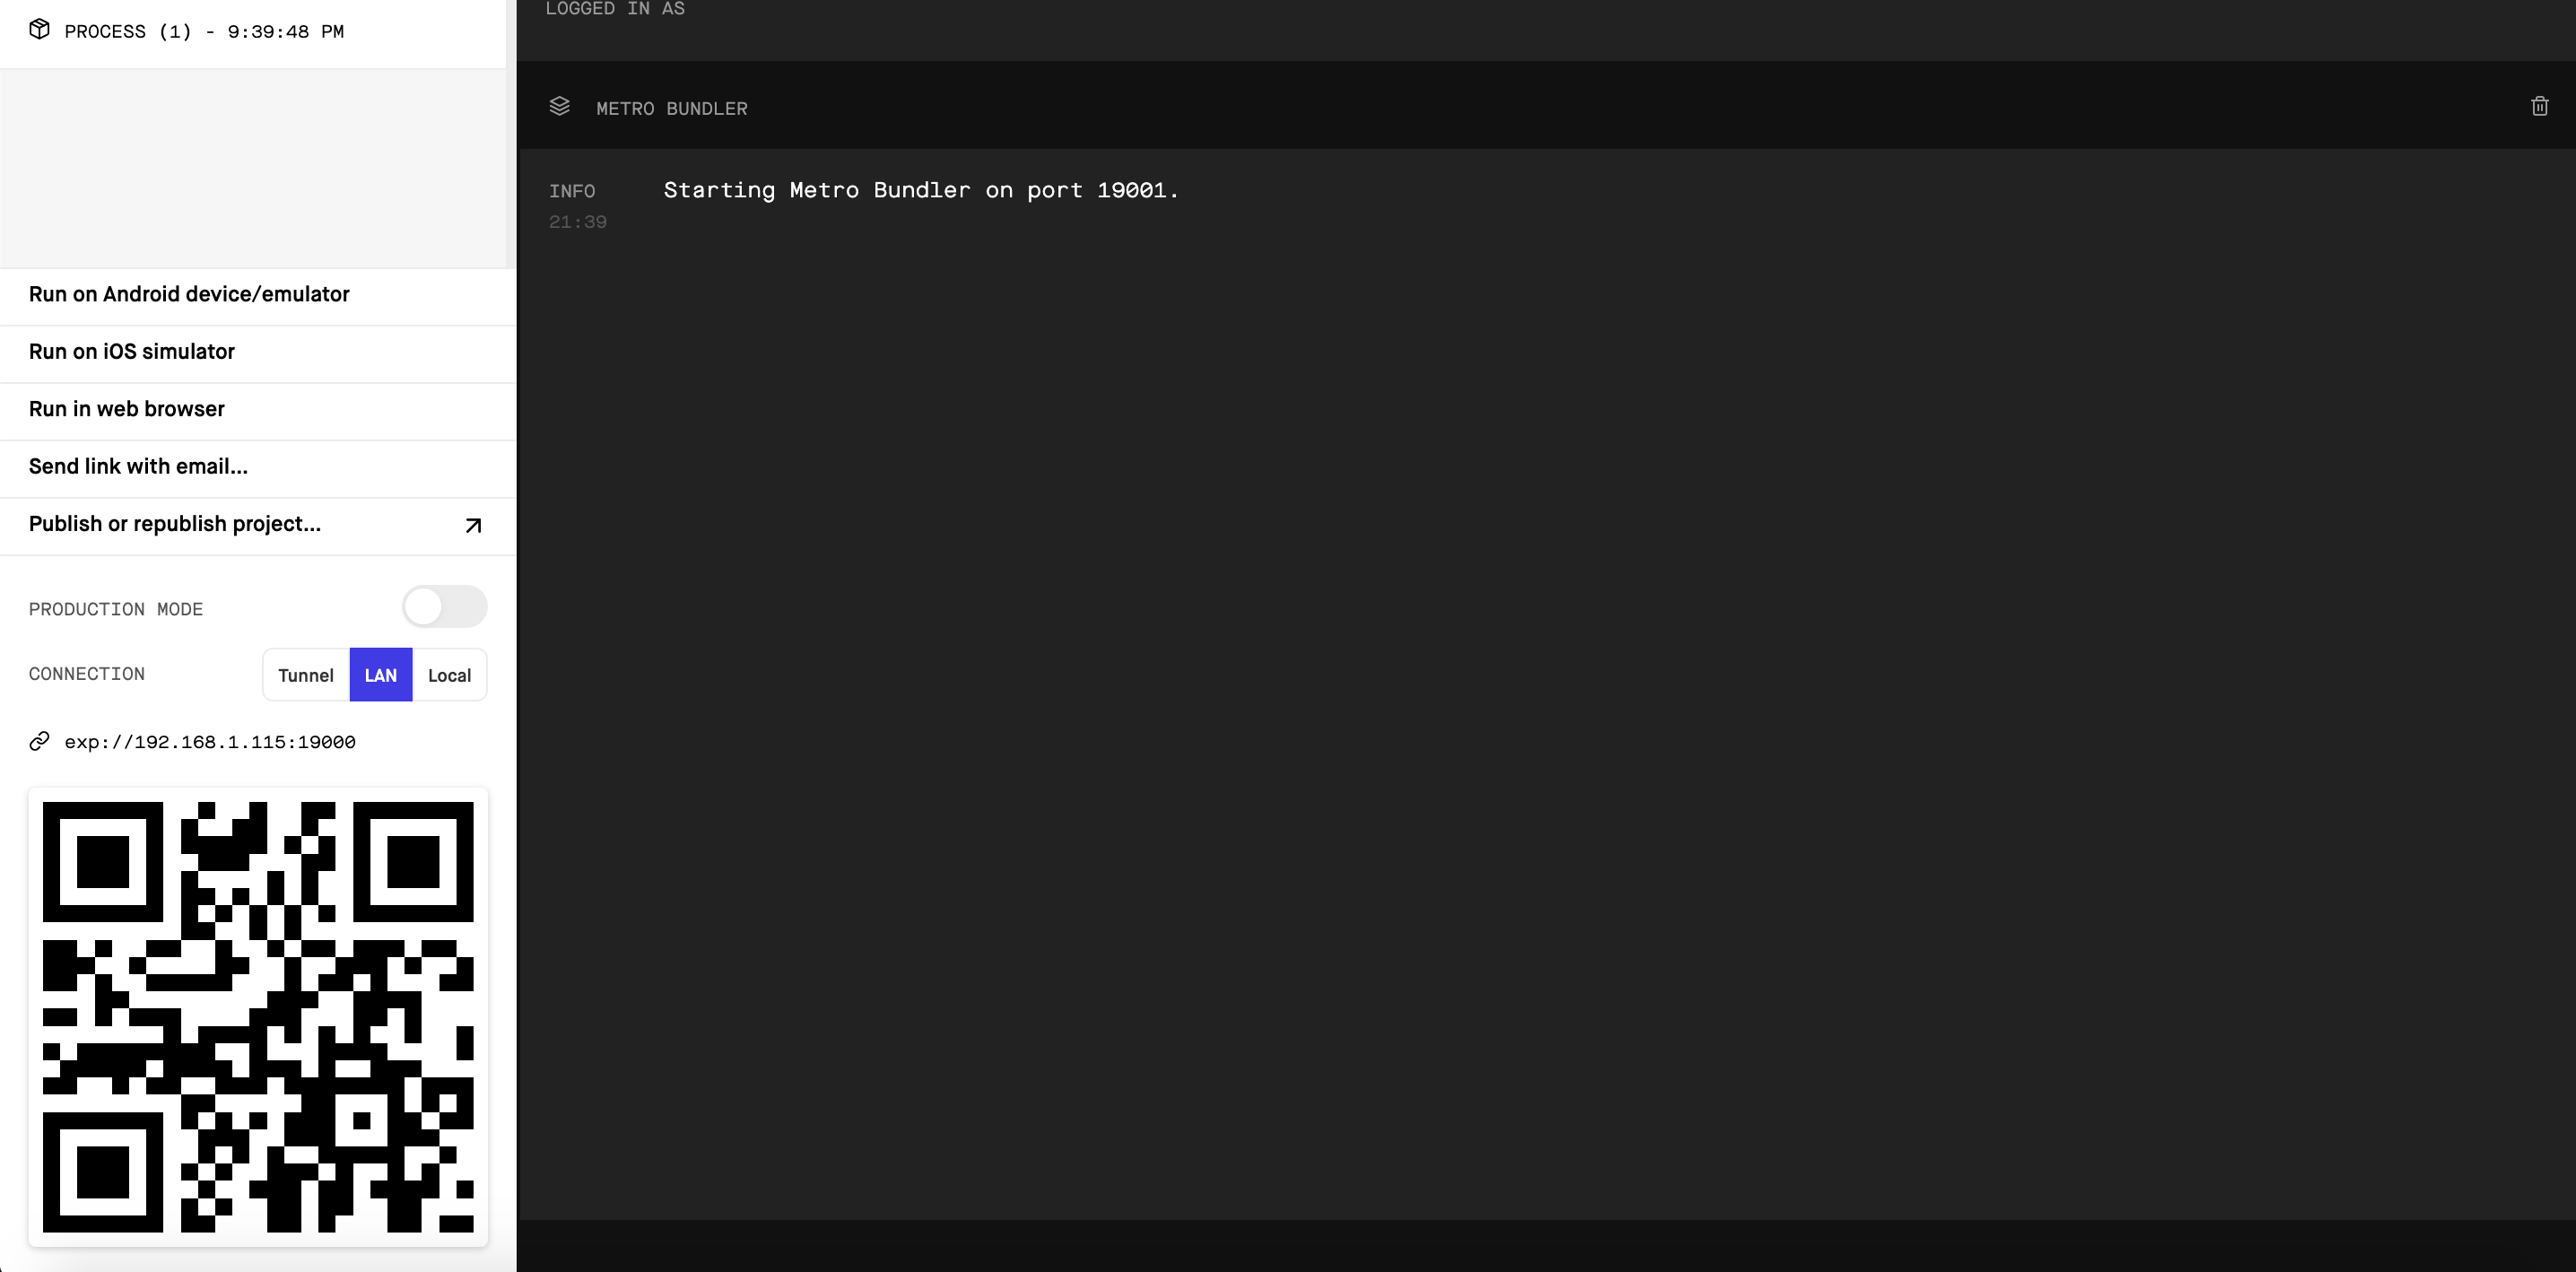 PROCESS (1) - 9:39:48 PM
Run on Android device/emulator
Run on iOS simulator
Run in web browser
Send link with email…
Publish or republish project…
PRODUCTION MODE
CONNECTION Tunnel LAN Local
exp://192.168.1.115:19000
LOGGED IN AS
METRO BUNDLER
INFO Starting Metro Bundler on port 19001.
21:39